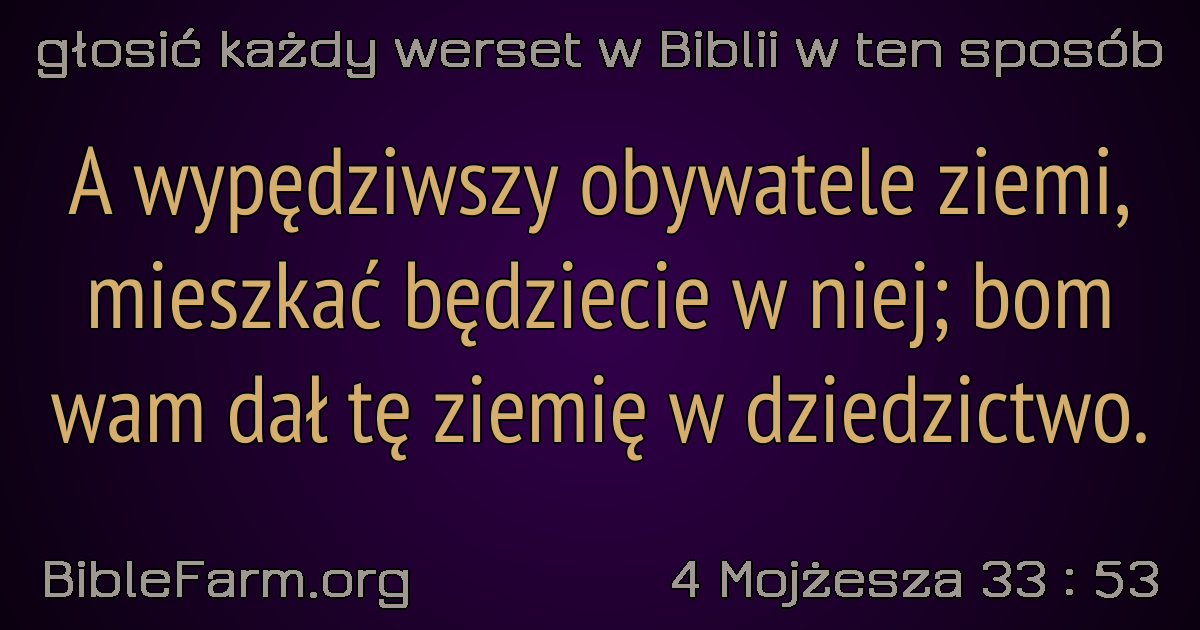 głosić każdy werset w Biblii w ten sposób
A wypędziwszy obywatele ziemi,
mieszkać będziecie w niej; bom
wam dał tę ziemię w dziedzictwo.
BibleFarm.org
4 Mojżesza 33 : 53